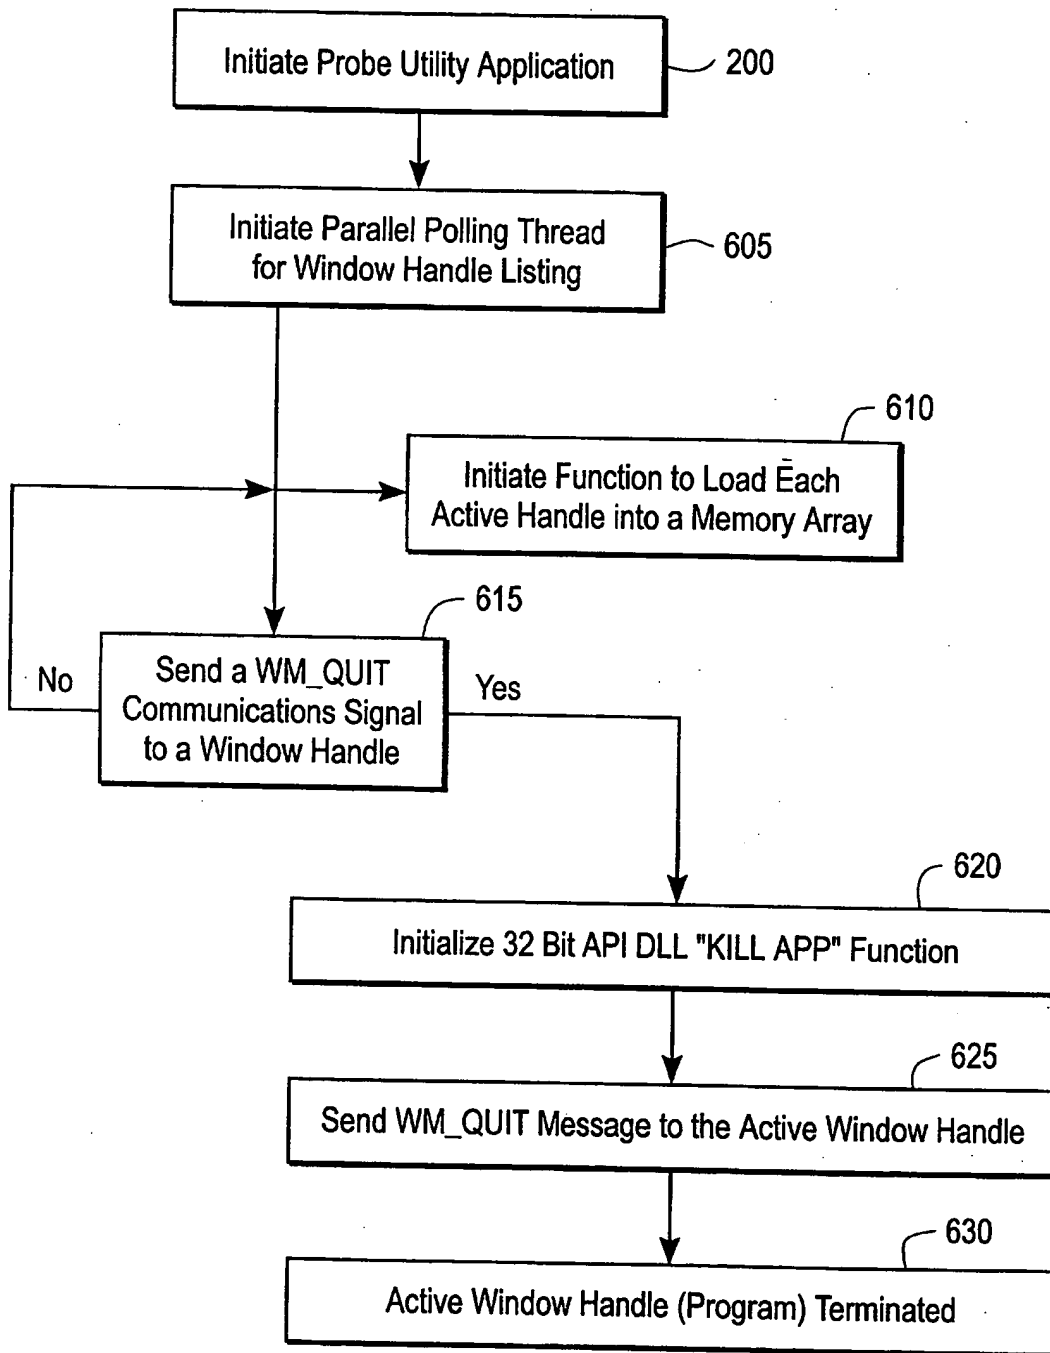 Initiate Probe Utility Application
200
Initiate Parallel Polling Thread
for Window Handle Listing
605
610
Initiate Function to Load Each
Active Handle into a Memory Array
615
No
Send a WM_QUIT
Communications Signal
to a Window Handle
Yes
620
Initialize 32 Bit API DLL "KILL APP" Function
625
Send WM_QUIT Message to the Active Window Handle
630
Active Window Handle (Program) Terminated